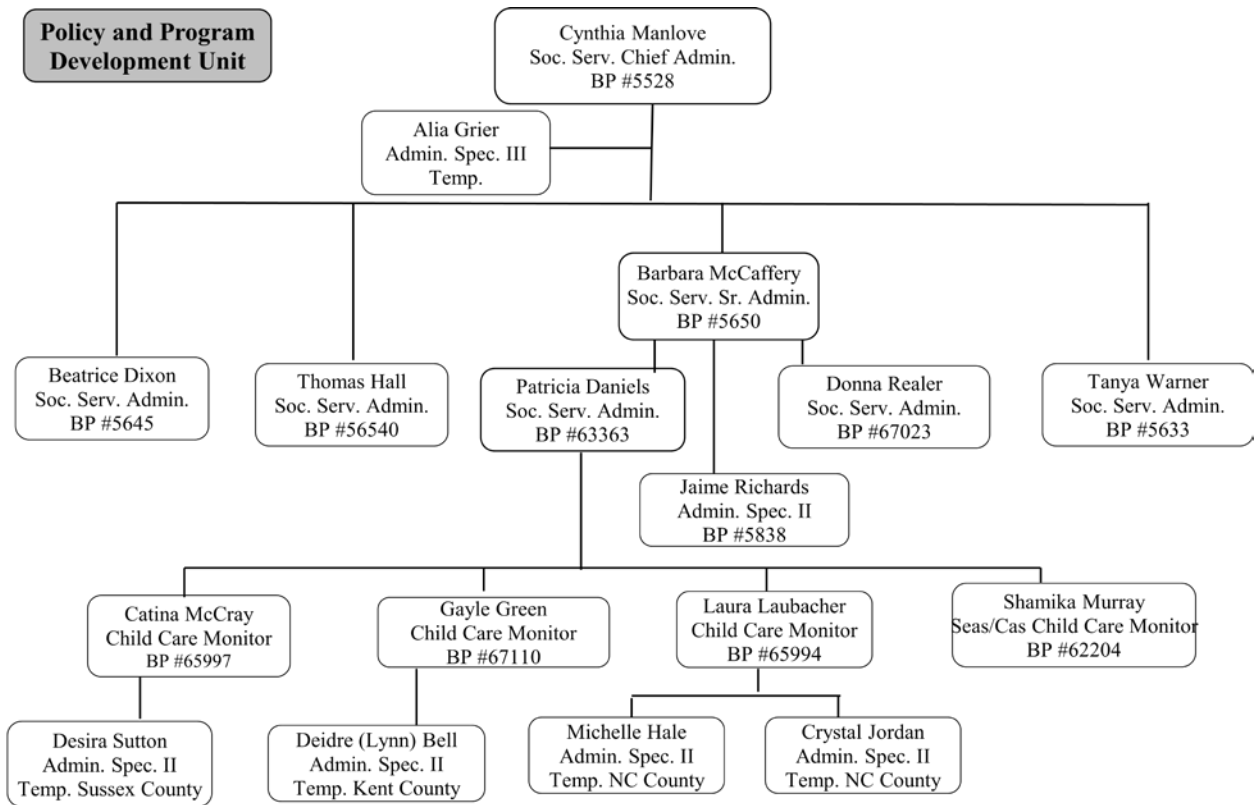 Policy and Program
Development Unit
Cynthia Manlove
Soc. Serv. Chief Admin.
BP #5528
Alia Grier
Admin. Spec. III
Temp.
Barbara McCaffery
Soc. Serv. Sr. Admin.
BP #5650
Beatrice Dixon
Soc. Serv. Admin.
BP #5645
Thomas Hall
Soc. Serv. Admin.
BP #56540
Patricia Daniels
Soc. Serv. Admin.
BP #63363
Donna Realer
Soc. Serv. Admin.
BP #67023
Tanya Warner
Soc. Serv. Admin.
BP #5633
Jaime Richards
Admin. Spec. II
BP #5838
Catina McCray
Child Care Monitor
BP #65997
Gayle Green
Child Care Monitor
BP #67110
Laura Laubacher
Child Care Monitor
BP #65994
Shamika Murray
Seas/Cas Child Care Monitor
BP #62204
Desira Sutton
Admin. Spec. II
Temp. Sussex County
Deidre (Lynn) Bell
Admin. Spec. II
Temp. Kent County
Michelle Hale
Admin. Spec. II
Temp. NC County
Crystal Jordan
Admin. Spec. II
Temp. NC County